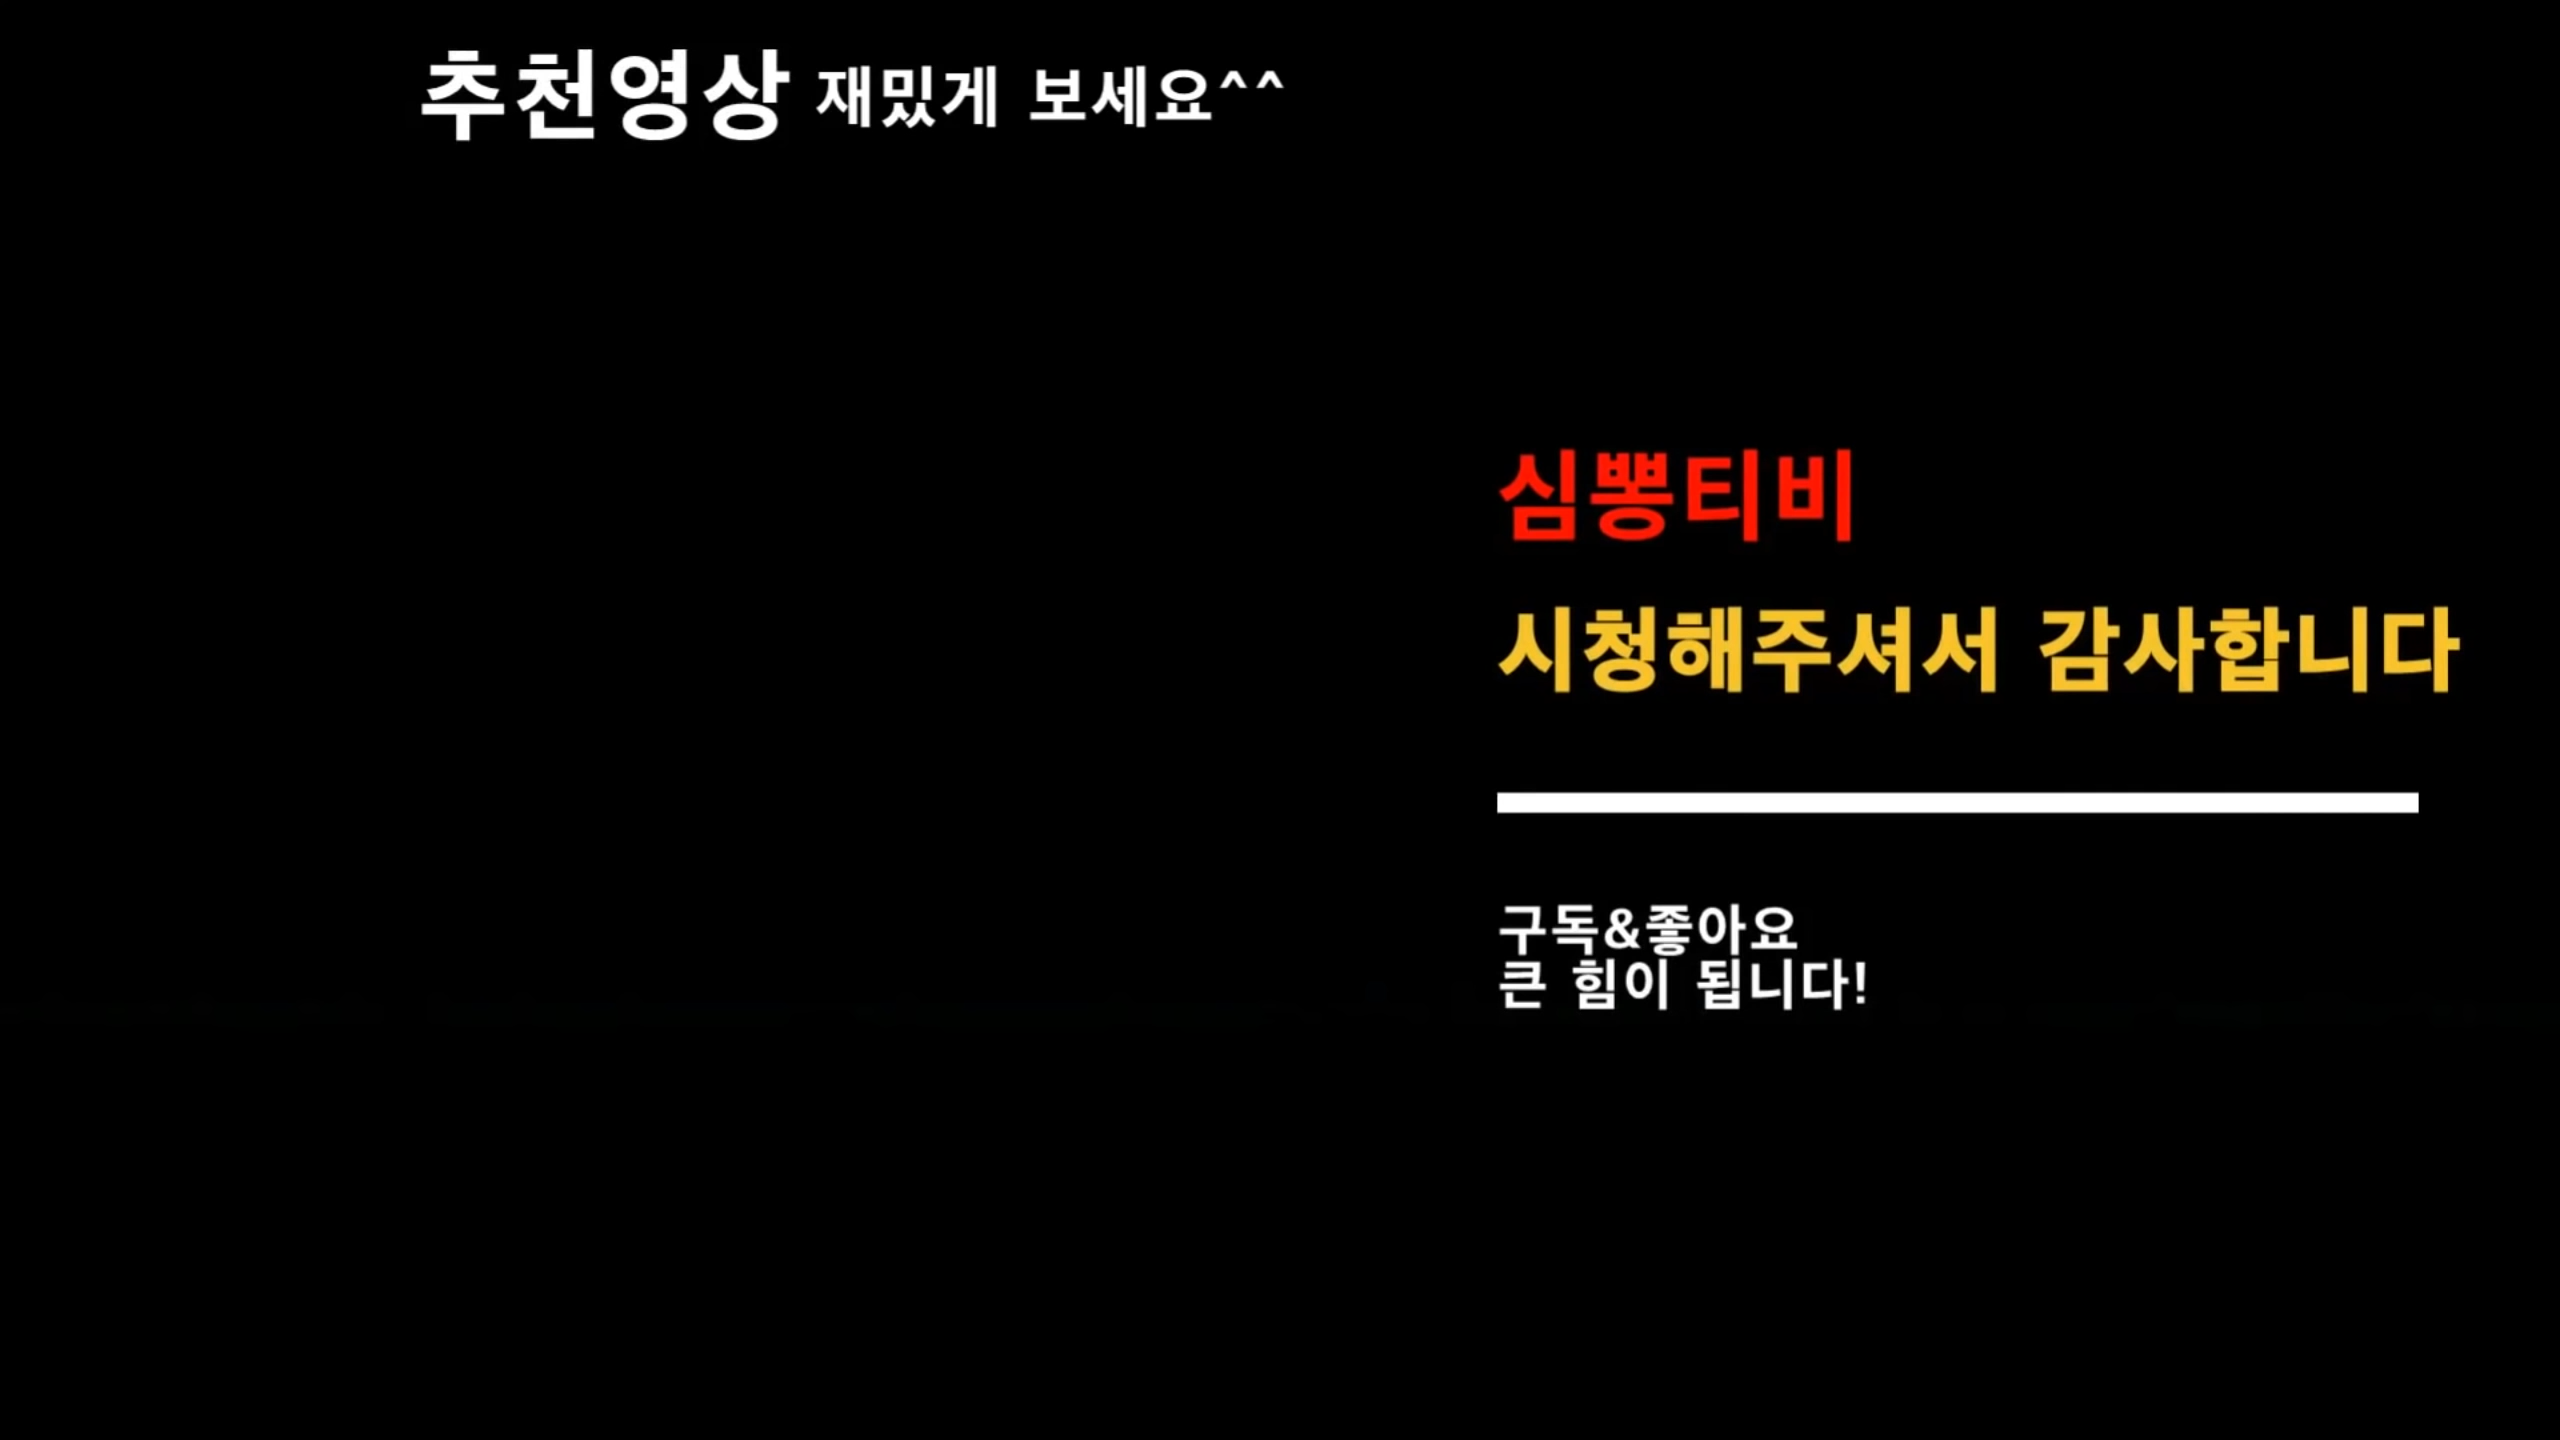 추천영상 재밌게 보세요^^
심뽕티비
시청해주셔서 감사합니다
구독&좋아요
큰 힘이 됩니다!